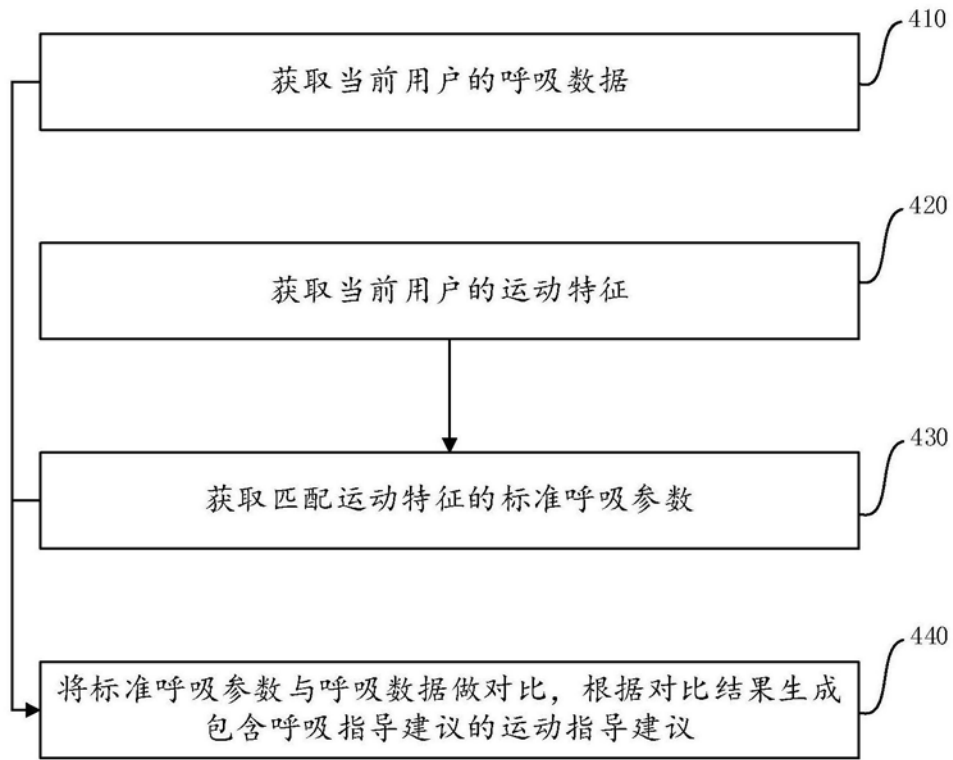 410
获取当前用户的呼吸数据
420
获取当前用户的运动特征
430
获取匹配运动特征的标准呼吸参数
440
将标准呼吸参数与呼吸数据做对比，根据对比结果生成
包含呼吸指导建议的运动指导建议